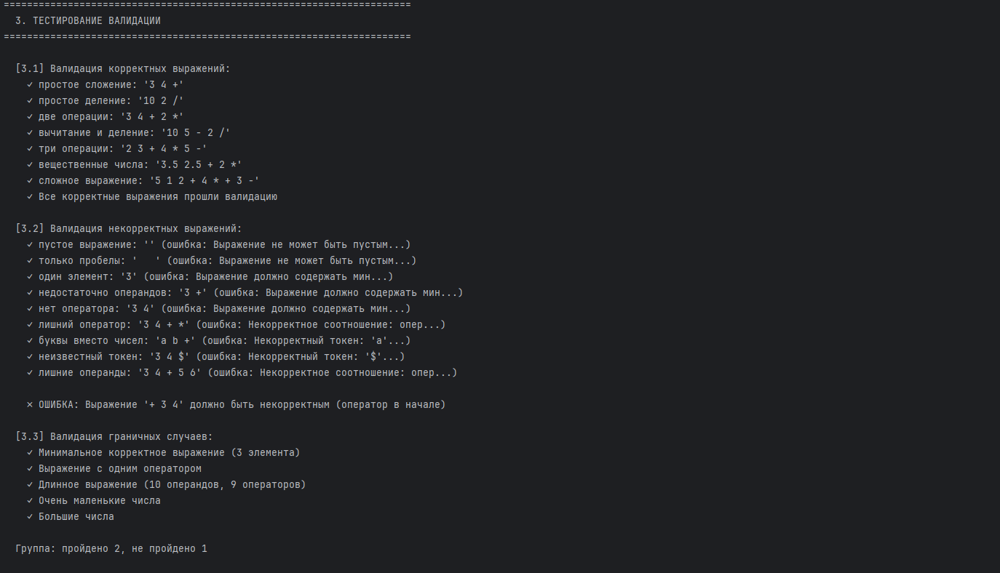 ======================================================================
3. ТЕСТИРОВАНИЕ ВАЛИДАЦИИ
======================================================================
[3.1] Валидация корректных выражений:
✓ простое сложение: '3 4 +'
✓ простое деление: '10 2 /'
✓ две операции: '3 4 + 2 *'
✓ вычитание и деление: '10 5 - 2 /'
✓ три операции: '2 3 + 4 * 5 -'
✓ вещественные числа: '3.5 2.5 + 2 *'
✓ сложное выражение: '5 1 2 + 4 * + 3 -'
✓ Все корректные выражения прошли валидацию
[3.2] Валидация некорректных выражений:
✓ пустое выражение: '' (ошибка: Выражение не может быть пустым...)
✓ только пробелы: '   ' (ошибка: Выражение не может быть пустым...)
✓ один элемент: '3' (ошибка: Выражение должно содержать мин...)
✓ недостаточно операндов: '3 +' (ошибка: Выражение должно содержать мин...)
✓ нет оператора: '3 4' (ошибка: Выражение должно содержать мин...)
✓ лишний оператор: '3 4 + *' (ошибка: Некорректное соотношение: опер...)
✓ буквы вместо чисел: 'a b +' (ошибка: Некорректный токен: 'a'...)
✓ неизвестный токен: '3 4 $' (ошибка: Некорректный токен: '$'...)
✓ лишние операнды: '3 4 + 5 6' (ошибка: Некорректное соотношение: опер...)
✗ ОШИБКА: Выражение '+ 3 4' должно быть некорректным (оператор в начале)
[3.3] Валидация граничных случаев:
✓ Минимальное корректное выражение (3 элемента)
✓ Выражение с одним оператором
✓ Длинное выражение (10 операндов, 9 операторов)
✓ Очень маленькие числа
✓ Большие числа
Группа: пройдено 2, не пройдено 1